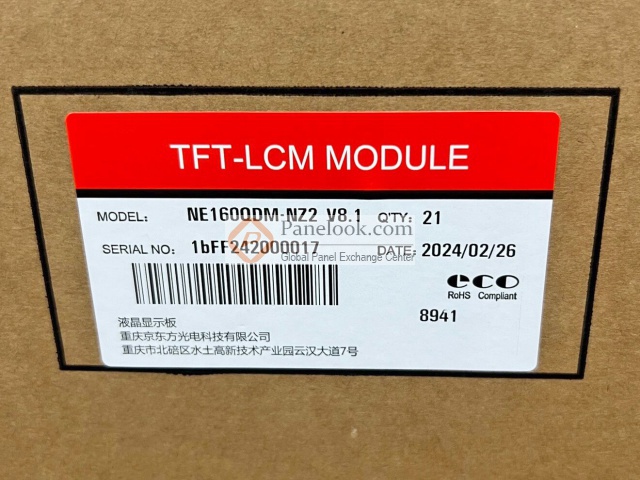 TFT-LCM MODULE
MODEL: NE160QDM-NZ2 V8.1 Q'TY: 21
Panelook.com
SERIAL NO: 1bFF242000017 DATE: 2024/02/26
Global Panel Exchange Center
eco
RoHS Compliant
8941
液晶显示板
重庆京东方光电科技有限公司
重庆市北碚区水土高新技术产业园云汉大道7号